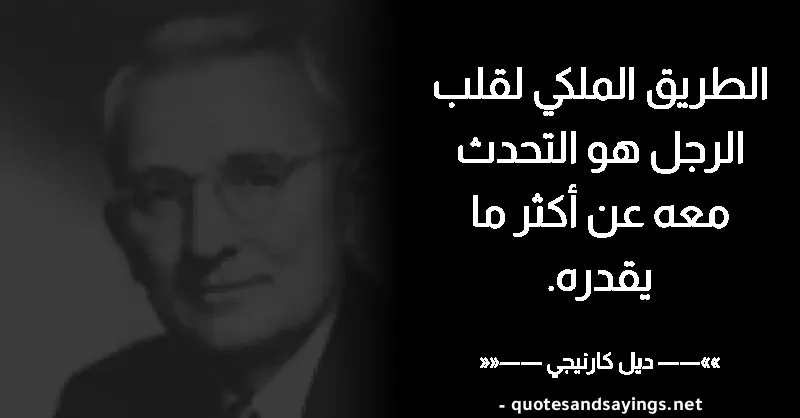 الطريق الملكي لقلب
الرجل هو التحدث
معه عن أكثر ما
يقدره.
»»—— ديل كارنيجي ——««
- quotesandsayings.net